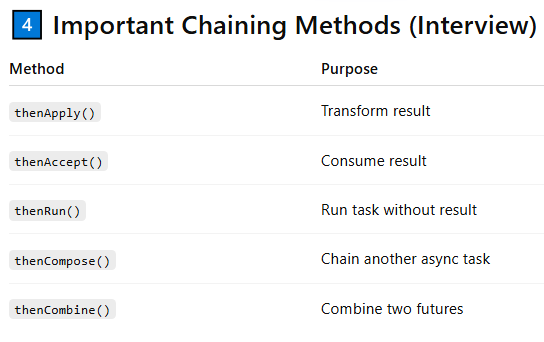 4 Important Chaining Methods (Interview)
Method Purpose
thenApply() Transform result
thenAccept() Consume result
thenRun() Run task without result
thenCompose() Chain another async task
thenCombine() Combine two futures